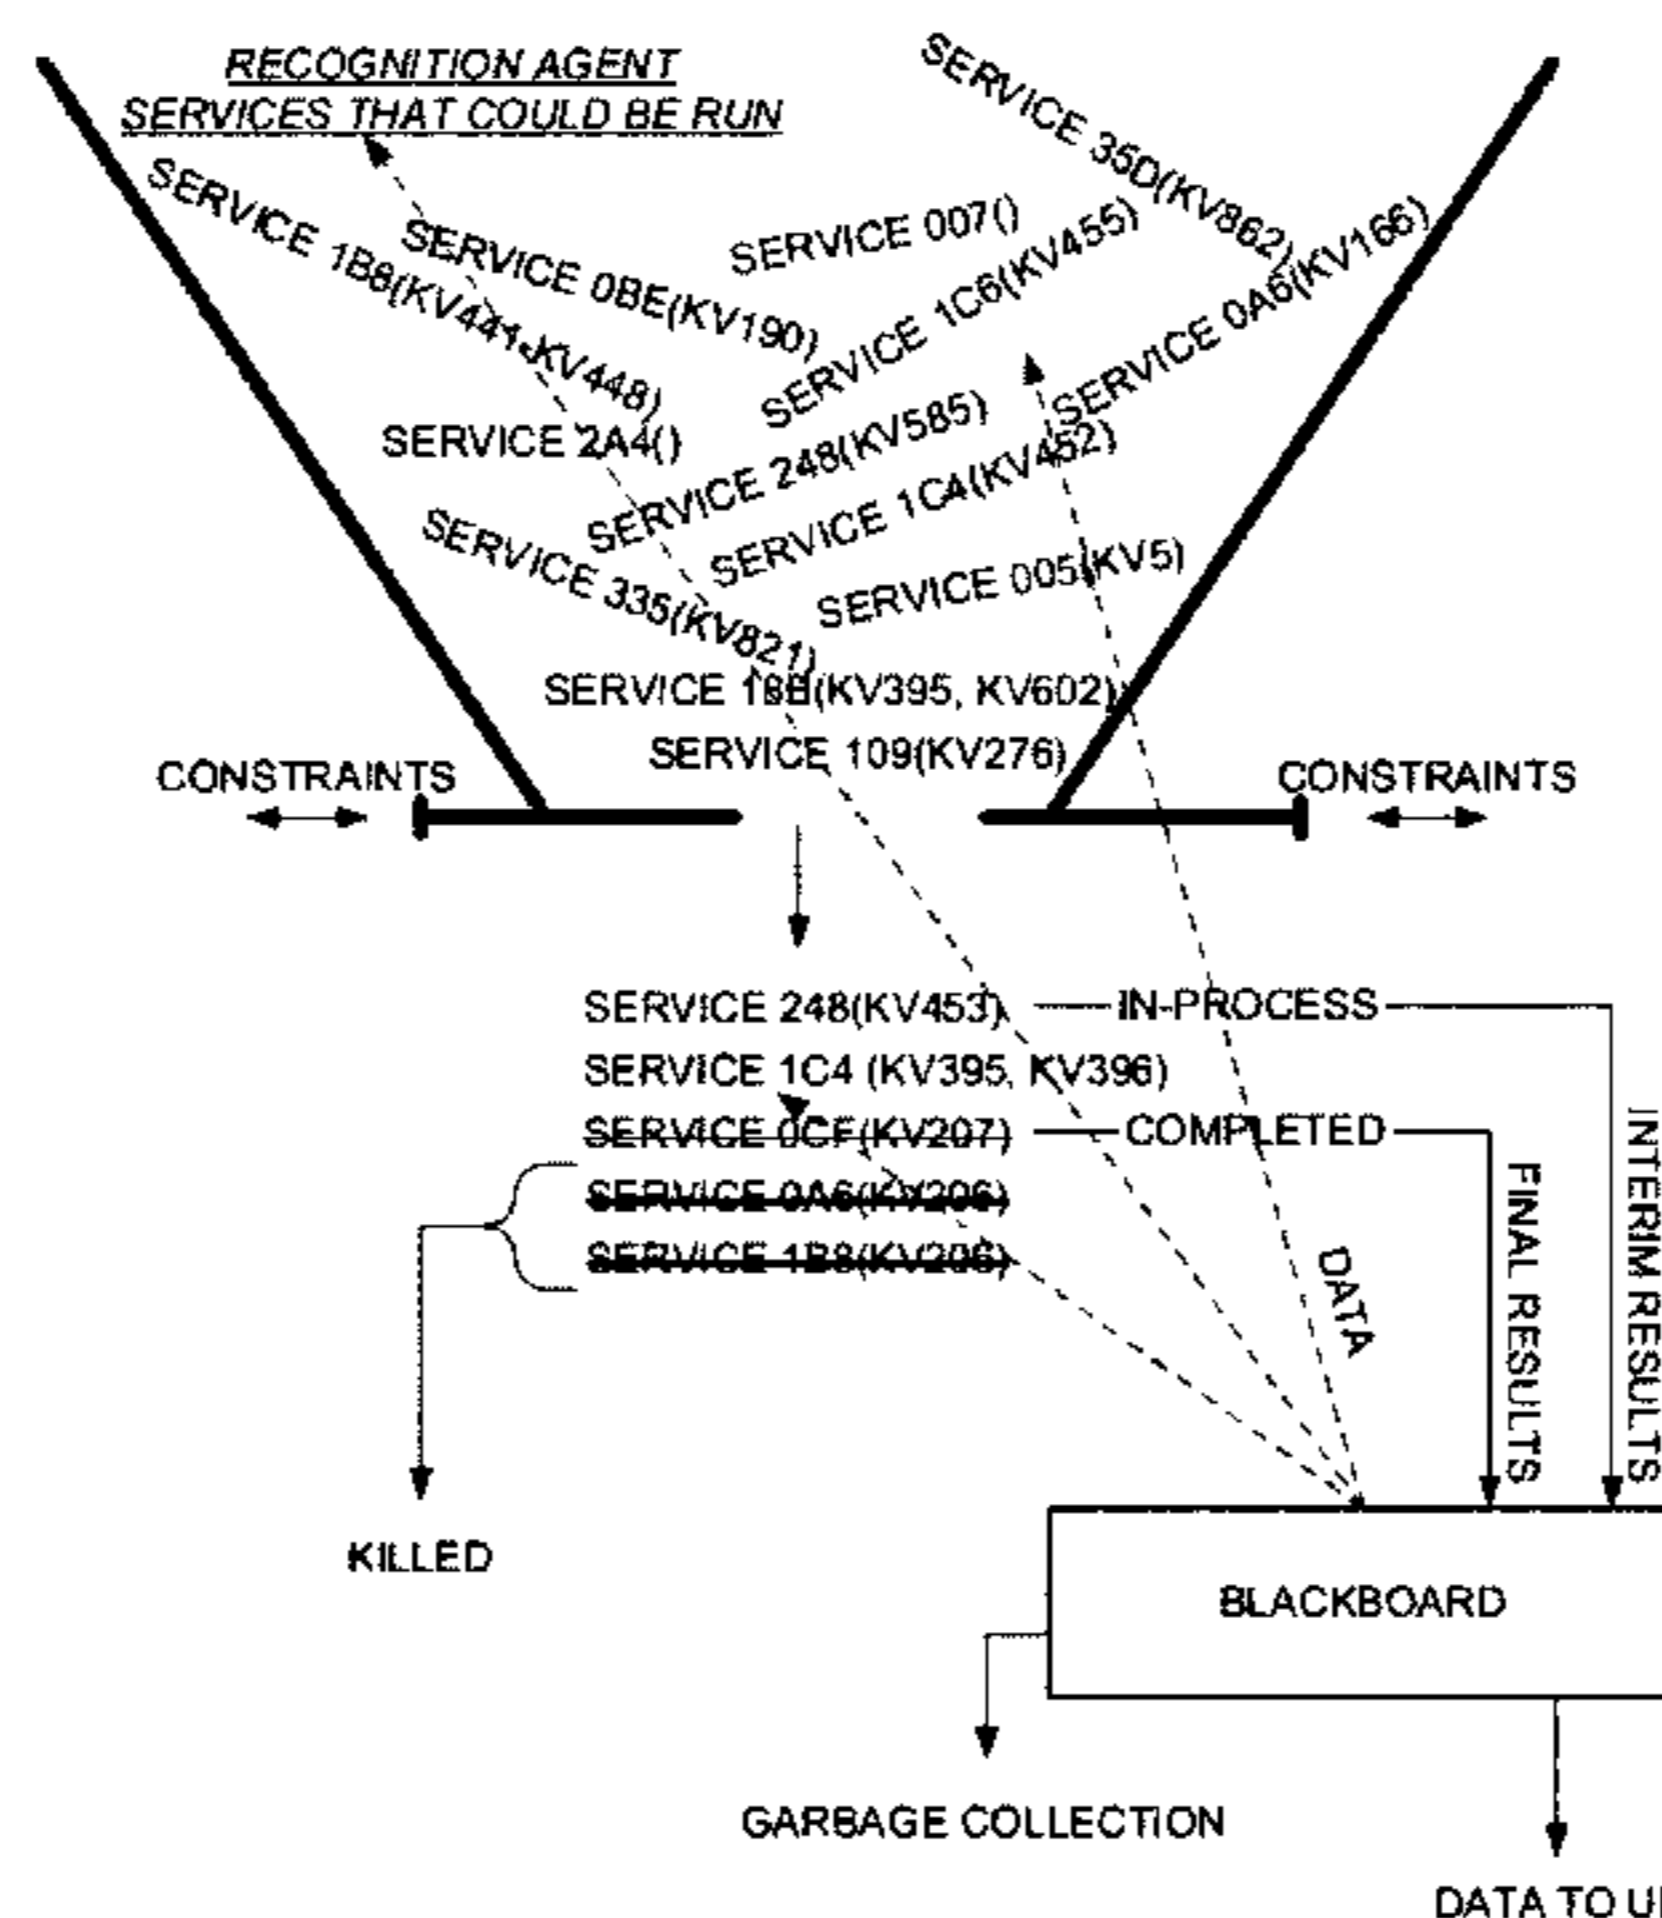 RECOGNITION AGENT
SERVICES THAT COULD BE RUN
SERVICE 35D(KV862)
SERVICE 1B8(KV441, KV448)
SERVICE 0BE(KV190)
SERVICE 007()
SERVICE 1C6(KV455)
SERVICE 0A6(KV166)
SERVICE 2A4()
SERVICE 248(KV585)
SERVICE 1C4(KV452)
SERVICE 335(KV821)
SERVICE 005(KV5)
SERVICE (KV395, KV602)
SERVICE 109(KV276)
CONSTRAINTS
CONSTRAINTS
SERVICE 248(KV453)
IN-PROCESS
SERVICE 1C4 (KV395, KV396)
SERVICE 0CF(KV207)
COMPLETED
SERVICE 0A6(KV206)
SERVICE 1B8(KV206)
DATA
FINAL RESULTS
INTERIM RESULTS
KILLED
BLACKBOARD
GARBAGE COLLECTION
DATA TO